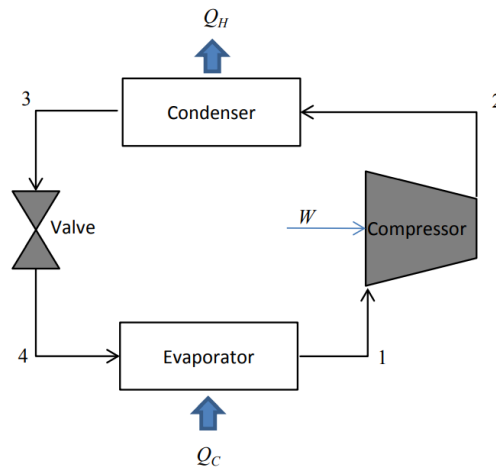 Q_H
3
2
Condenser
Valve
W
Compressor
4
Evaporator
1
Q_C